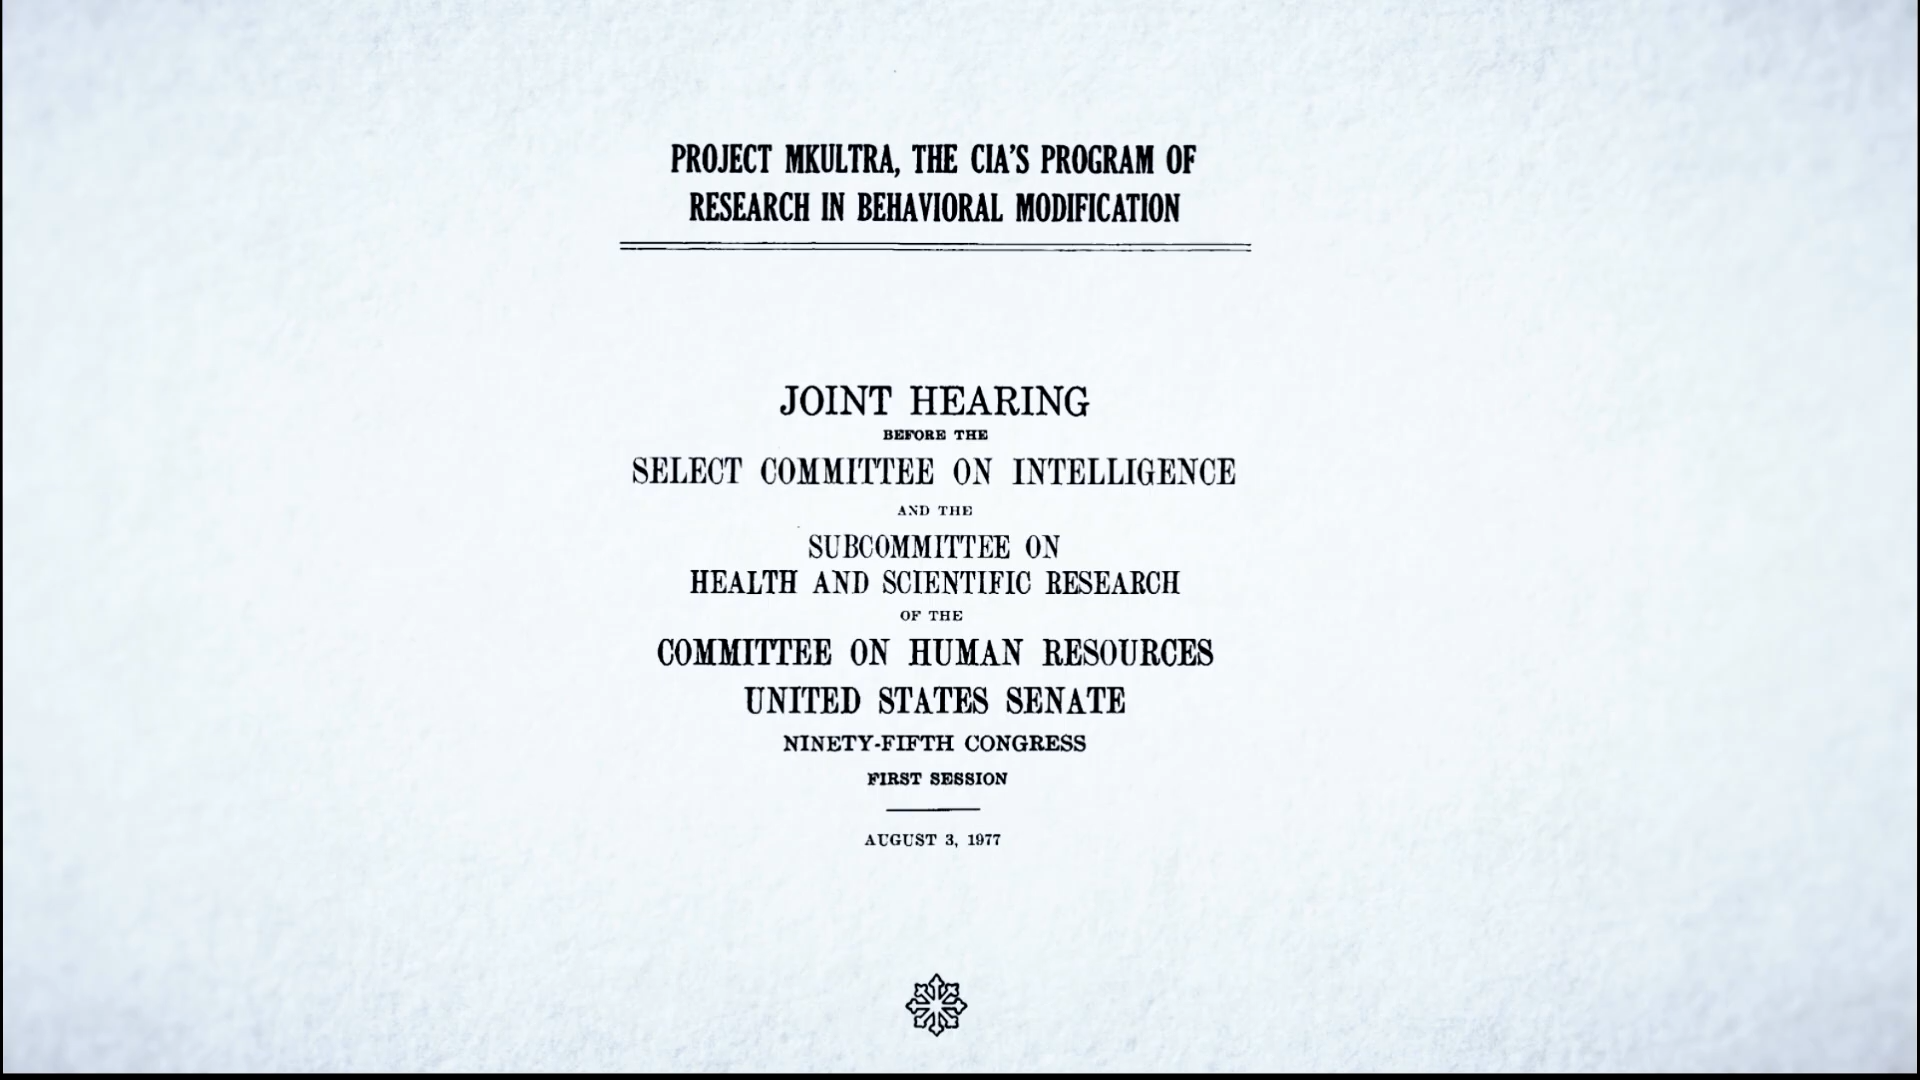 PROJECT MKULTRA, THE CIA'S PROGRAM OF
RESEARCH IN BEHAVIORAL MODIFICATION
JOINT HEARING
BEFORE THE
SELECT COMMITTEE ON INTELLIGENCE
AND THE
SUBCOMMITTEE ON
HEALTH AND SCIENTIFIC RESEARCH
OF THE
COMMITTEE ON HUMAN RESOURCES
UNITED STATES SENATE
NINETY-FIFTH CONGRESS
FIRST SESSION
AUGUST 3, 1977